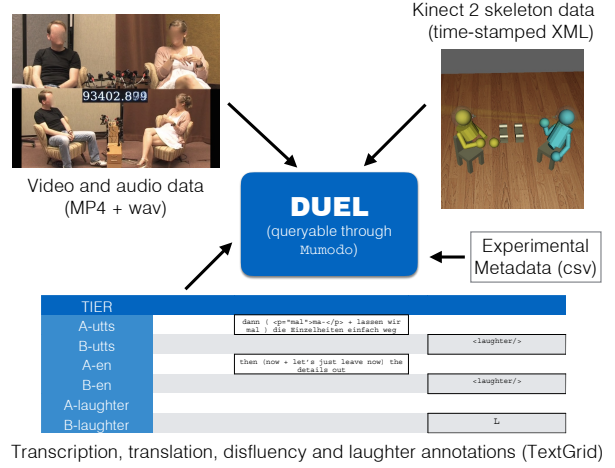 Kinect 2 skeleton data
(time-stamped XML)
93402.899
Video and audio data
(MP4 + wav)
DUEL
(queryable through
Mumodo)
Experimental
Metadata (csv)
TIER
A-utts
dann ( <p="mal">ma-</p> + lassen wir
mal ) die Einzelheiten einfach weg
B-utts
<laughter/>
A-en
then (now + let's just leave now) the
details out
B-en
<laughter/>
A-laughter
B-laughter
L
Transcription, translation, disfluency and laughter annotations (TextGrid)